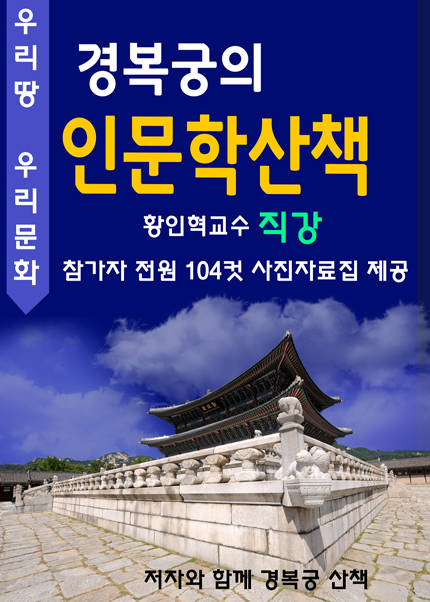 우리땅 우리문화
경복궁의
인문학산책
황인혁교수 직강
참가자 전원 104컷 사진자료집 제공
저자와 함께 경복궁 산책